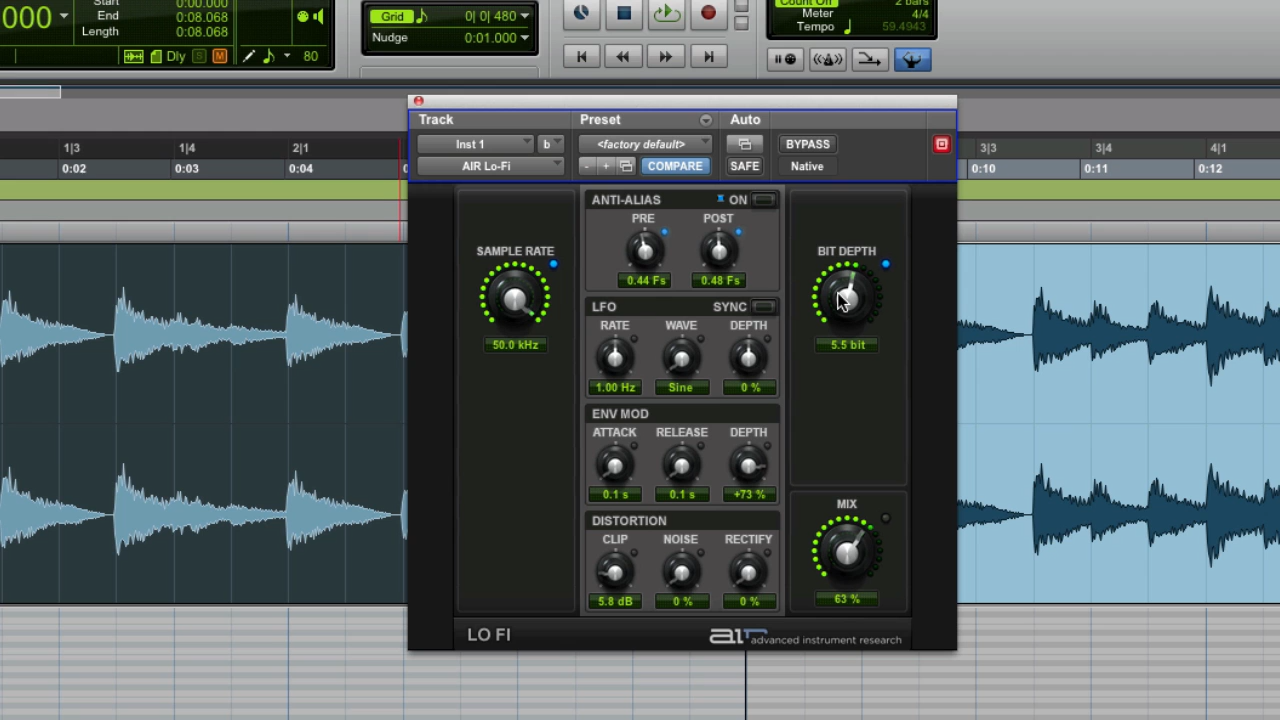 000
Start 0:00.000
End 0:08.068
Length 0:08.068
Dly S M
80
Grid 0| 0| 480
Nudge 0:01.000
Count Off 2 bars
Meter 4/4
Tempo 59.4943
1|3 1|4 2|1 3|3 3|4 4|1
0:02 0:03 0:04 0:10 0:11 0:12
Track Preset Auto
Inst 1 b <factory default> BYPASS
AIR Lo-Fi - + COMPARE SAFE Native
ANTI-ALIAS ON
PRE POST
0.44 Fs 0.48 Fs
SAMPLE RATE
50.0 kHz
BIT DEPTH
5.5 bit
LFO SYNC
RATE WAVE DEPTH
1.00 Hz Sine 0 %
ENV MOD
ATTACK RELEASE DEPTH
0.1 s 0.1 s +73 %
DISTORTION
CLIP NOISE RECTIFY
5.8 dB 0 % 0 %
MIX
63 %
LO FI
air advanced instrument research